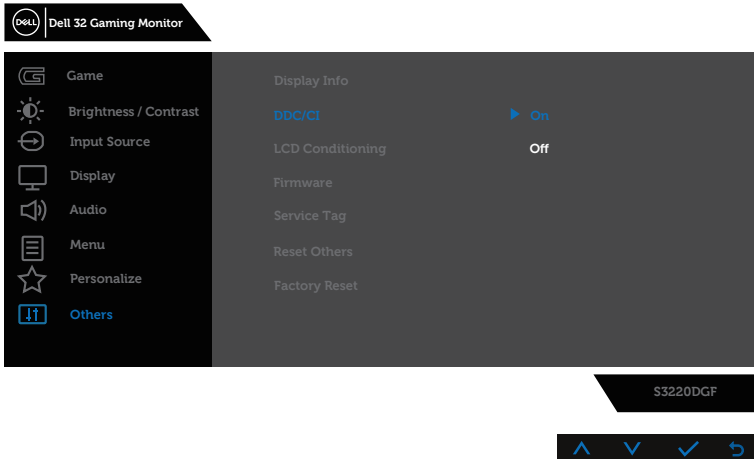 DELL
Dell 32 Gaming Monitor
Game
Brightness / Contrast
Input Source
Display
Audio
Menu
Personalize
Others
Display Info
DDC/CI
On
LCD Conditioning
Off
Firmware
Service Tag
Reset Others
Factory Reset
S3220DGF